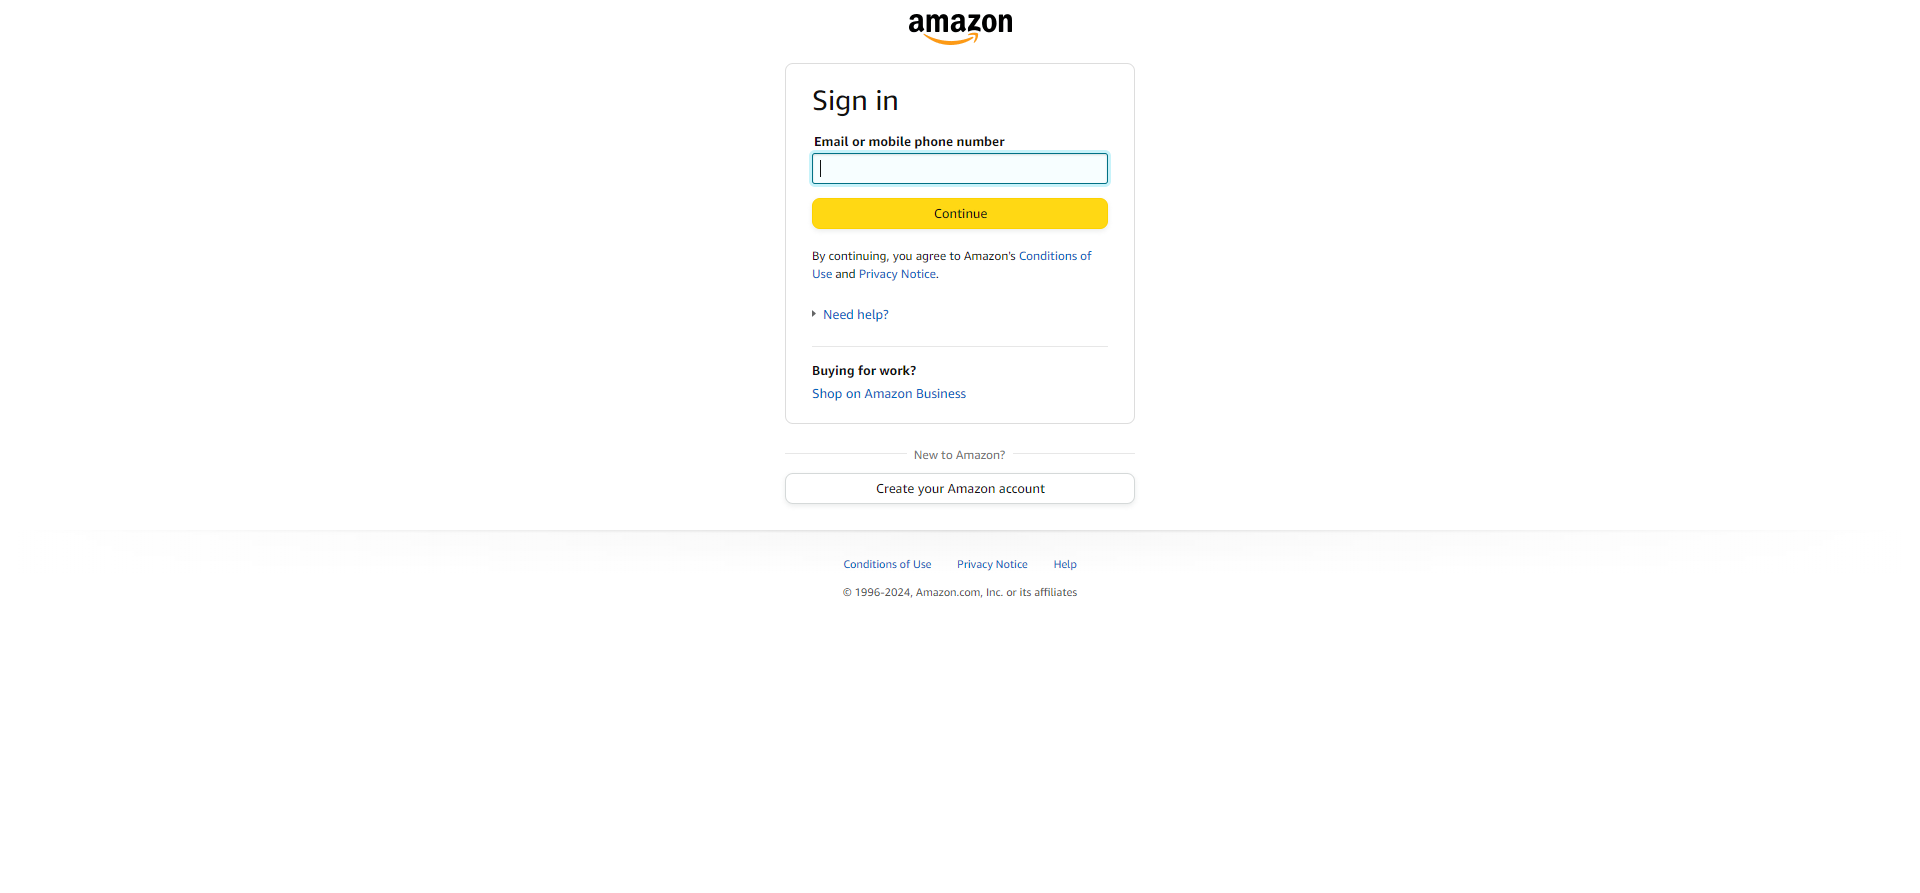 amazon
Sign in
Email or mobile phone number
Continue
By continuing, you agree to Amazon's Conditions of
Use and Privacy Notice.
Need help?
Buying for work?
Shop on Amazon Business
New to Amazon?
Create your Amazon account
Conditions of Use Privacy Notice Help
© 1996-2024, Amazon.com, Inc. or its affiliates